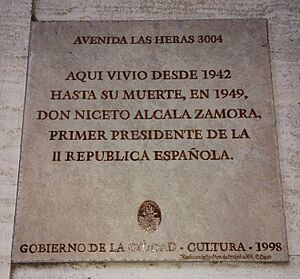 AVENIDA LAS HERAS 3004
AQUI VIVIO DESDE 1942
HASTA SU MUERTE, EN 1949,
DON NICETO ALCALA ZAMORA,
PRIMER PRESIDENTE DE LA
II REPUBLICA ESPAÑOLA.
GOBIERNO DE LA CIUDAD - CULTURA - 1998